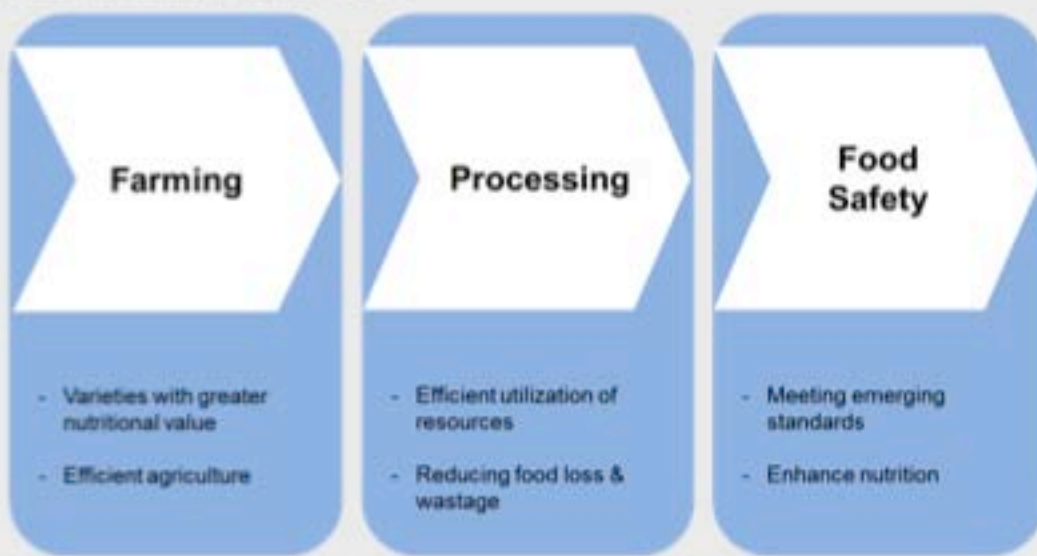 Farming
- Varieties with greater
nutritional value
- Efficient agriculture
Processing
- Efficient utilization of
resources
- Reducing food loss &
wastage
Food
Safety
- Meeting emerging
standards
- Enhance nutrition